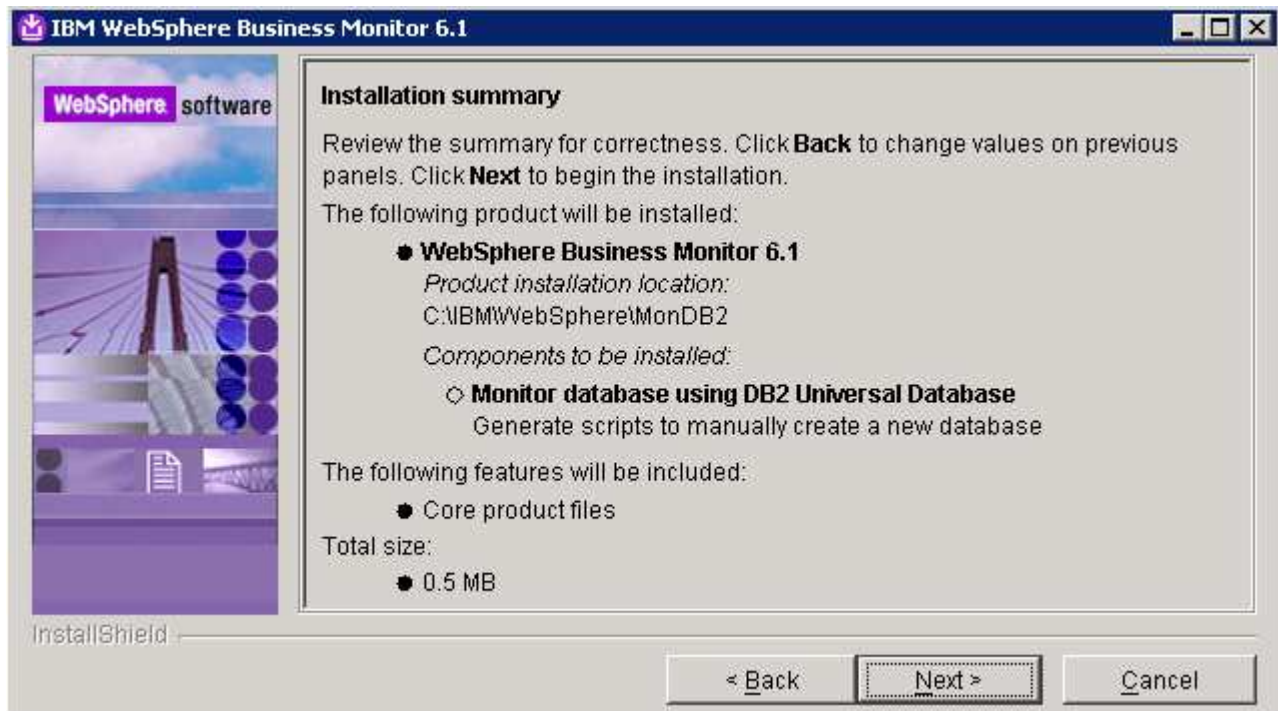 IBM WebSphere Business Monitor 6.1
WebSphere software
Installation summary
Review the summary for correctness. Click Back to change values on previous
panels. Click Next to begin the installation.
The following product will be installed:
WebSphere Business Monitor 6.1
Product installation location:
C:\IBM\WebSphere\MonDB2
Components to be installed:
Monitor database using DB2 Universal Database
Generate scripts to manually create a new database
The following features will be included:
Core product files
Total size:
0.5 MB
InstallShield
< Back Next > Cancel